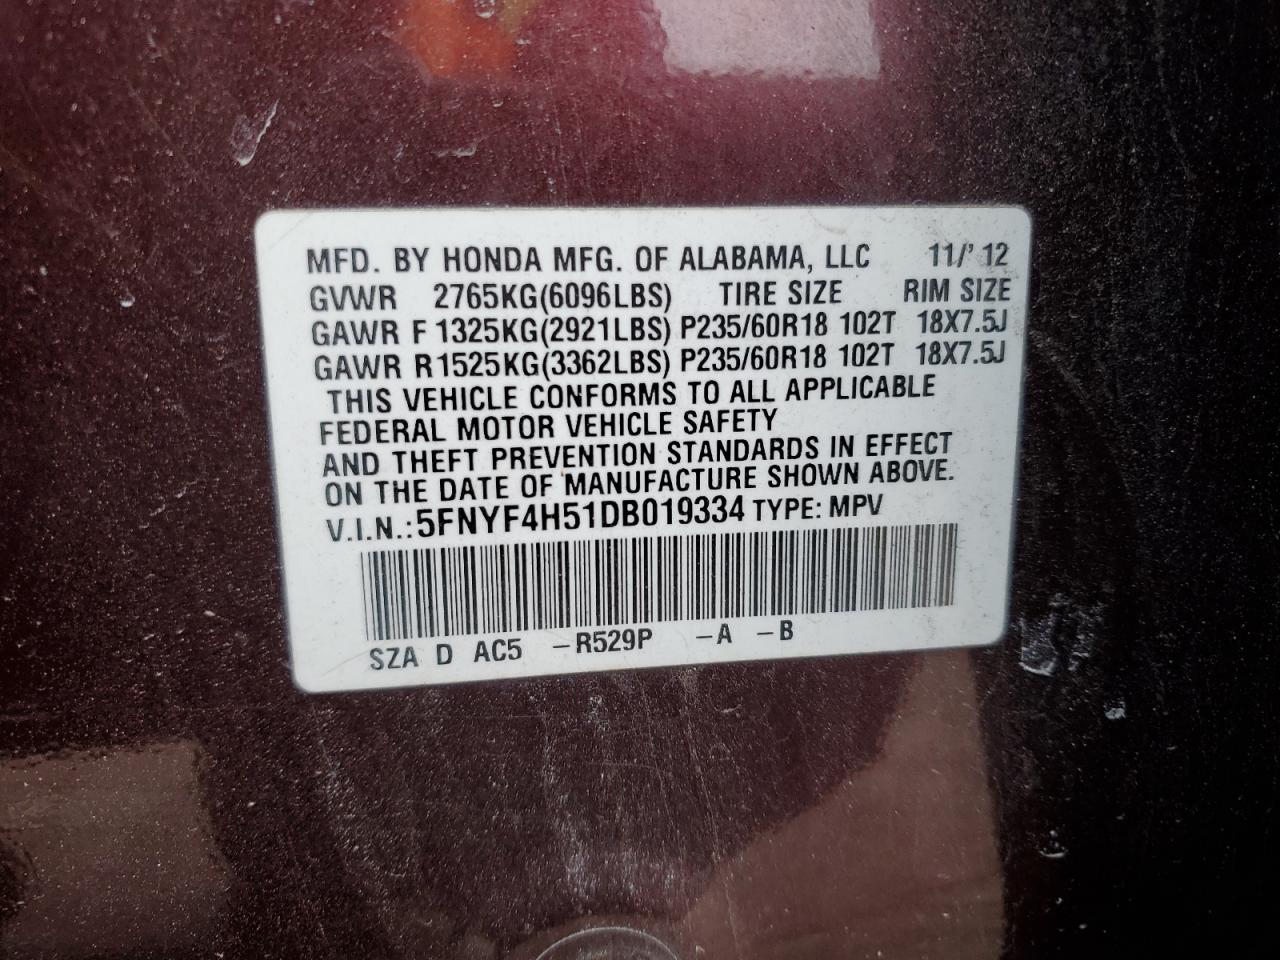 MFD. BY HONDA MFG. OF ALABAMA, LLC 11/'12
GVWR 2765KG(6096LBS) TIRE SIZE RIM SIZE
GAWR F 1325KG(2921LBS) P235/60R18 102T 18X7.5J
GAWR R 1525KG(3362LBS) P235/60R18 102T 18X7.5J
THIS VEHICLE CONFORMS TO ALL APPLICABLE
FEDERAL MOTOR VEHICLE SAFETY
AND THEFT PREVENTION STANDARDS IN EFFECT
ON THE DATE OF MANUFACTURE SHOWN ABOVE.
V.I.N.: 5FNYF4H51DB019334 TYPE: MPV
SZA D AC5 -R529P -A -B